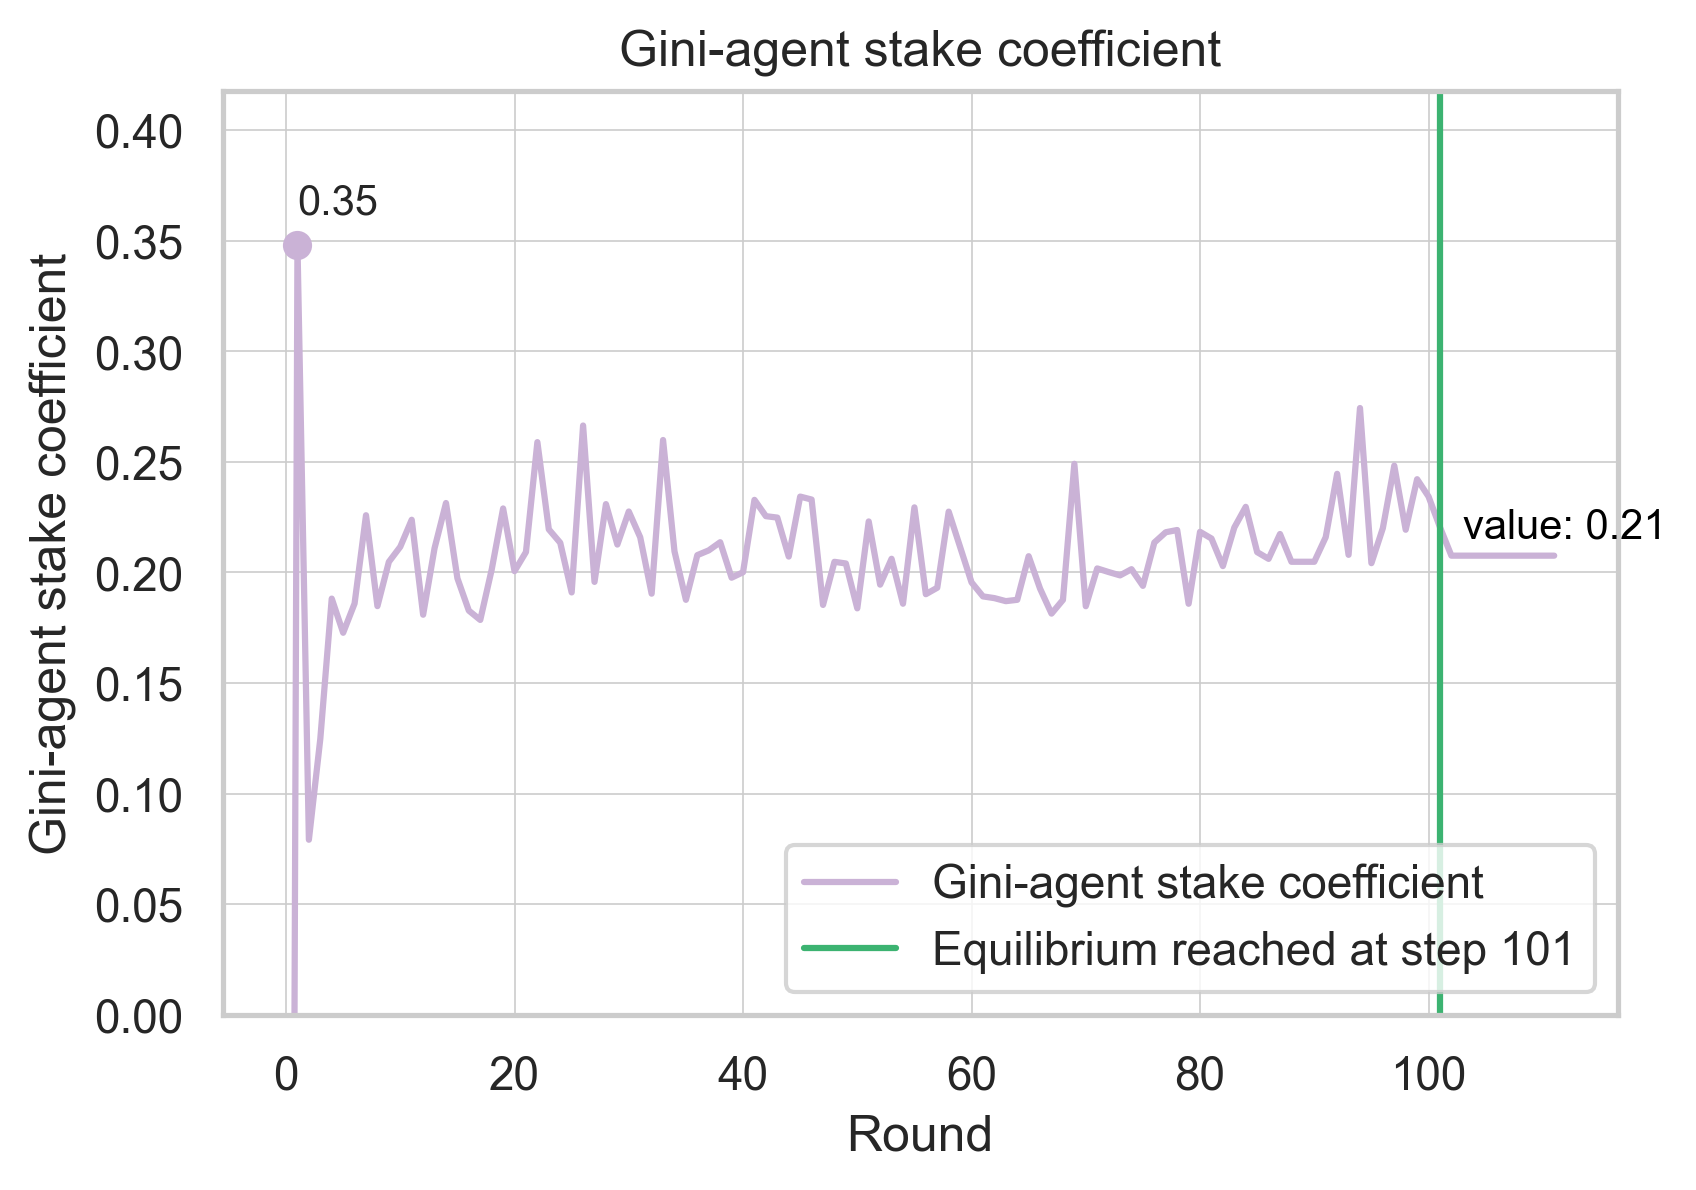 Gini-agent stake coefficient
Gini-agent stake coefficient
0.40
0.35
0.30
0.25
0.20
0.15
0.10
0.05
0.00
0.35
value: 0.21
Gini-agent stake coefficient
Equilibrium reached at step 101
0 20 40 60 80 100
Round